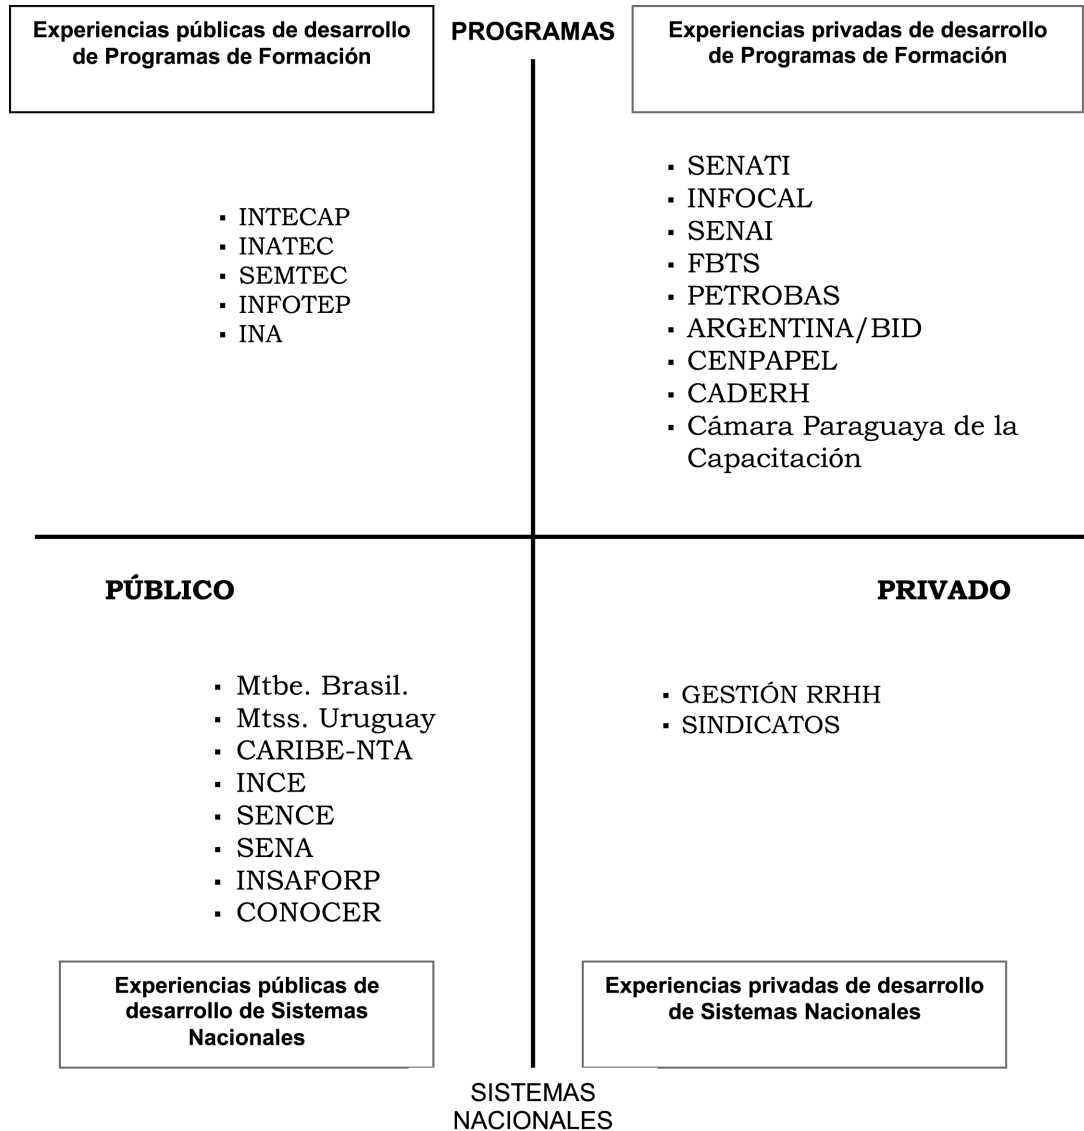 Experiencias públicas de desarrollo
de Programas de Formación
PROGRAMAS
Experiencias privadas de desarrollo
de Programas de Formación
▪ INTECAP
▪ INATEC
▪ SEMTEC
▪ INFOTEP
▪ INA
▪ SENATI
▪ INFOCAL
▪ SENAI
▪ FBTS
▪ PETROBAS
▪ ARGENTINA/BID
▪ CENPAPEL
▪ CADERH
▪ Cámara Paraguaya de la
Capacitación
PÚBLICO
PRIVADO
▪ Mtbe. Brasil.
▪ Mtss. Uruguay
▪ CARIBE-NTA
▪ INCE
▪ SENCE
▪ SENA
▪ INSAFORP
▪ CONOCER
▪ GESTIÓN RRHH
▪ SINDICATOS
Experiencias públicas de
desarrollo de Sistemas
Nacionales
Experiencias privadas de desarrollo
de Sistemas Nacionales
SISTEMAS
NACIONALES